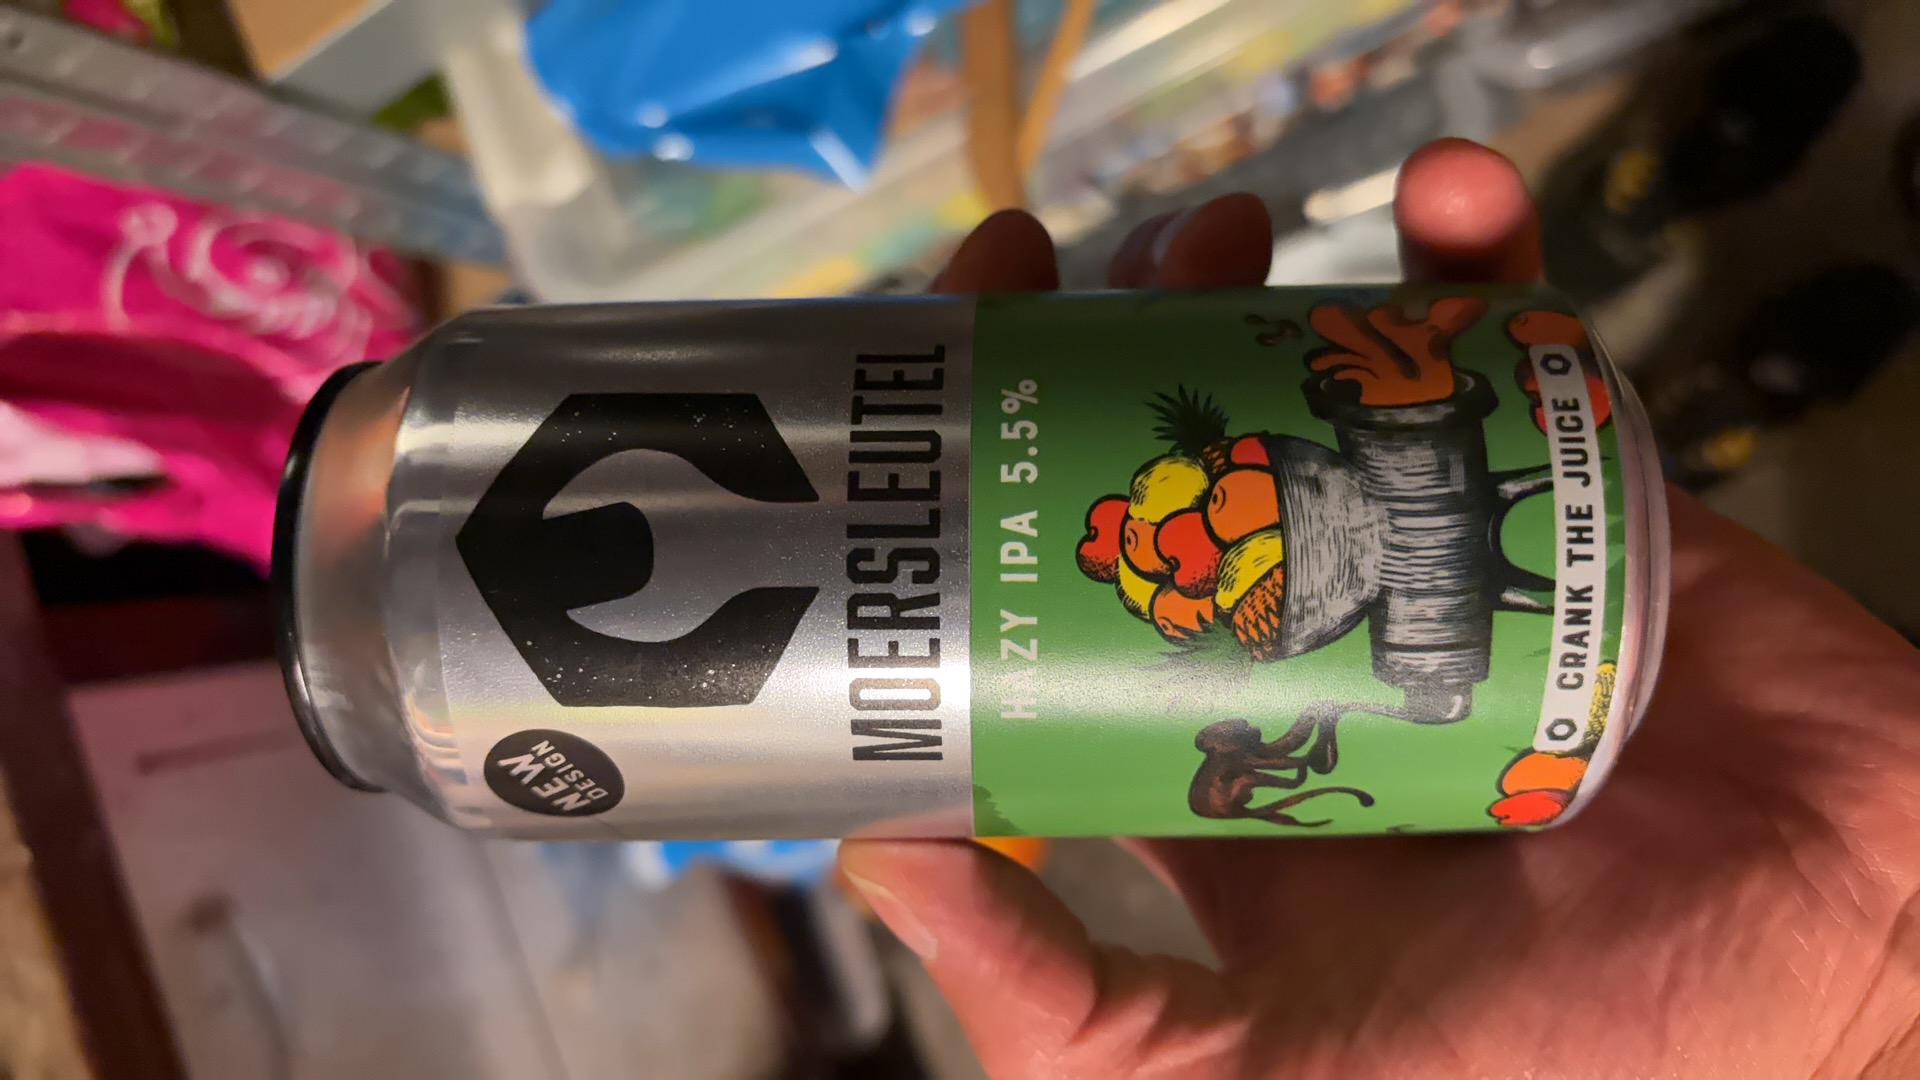 NEW
DESIGN
MOERSLEUTEL
HAZY IPA 5.5%
CRANK THE JUICE